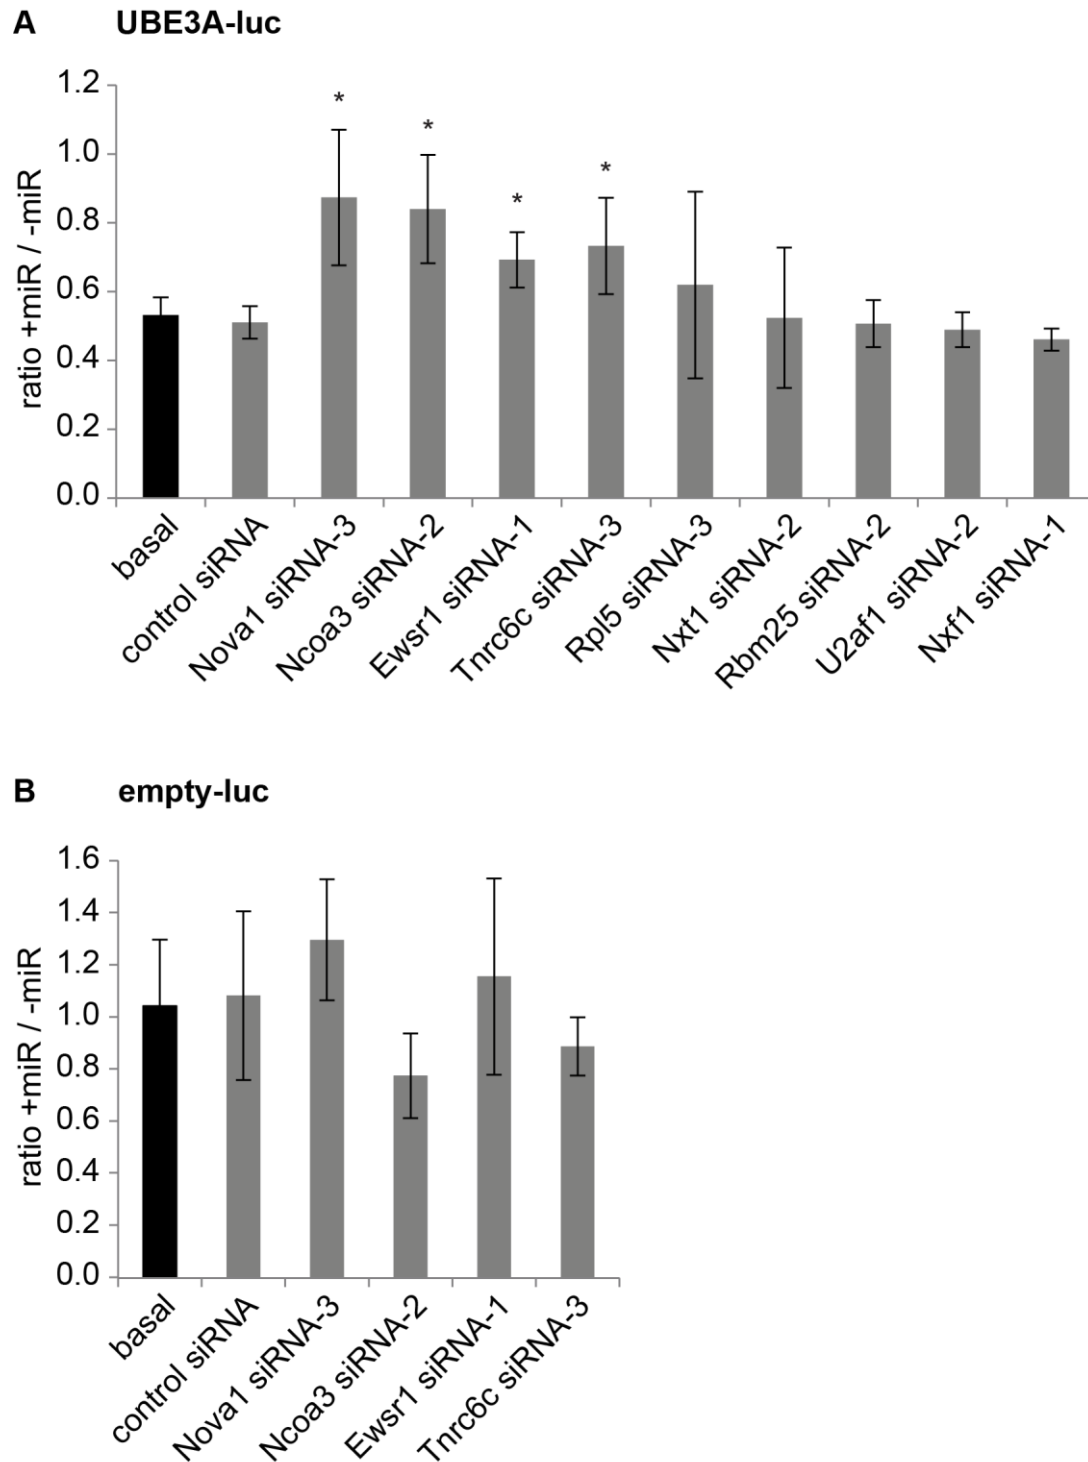 A UBE3A-luc
ratio +miR / -miR
1.2
1.0
0.8
0.6
0.4
0.2
0.0
* * * *
basal
control siRNA
Nova1 siRNA-3
Ncoa3 siRNA-2
Ewsr1 siRNA-1
Tnrc6c siRNA-3
Rpl5 siRNA-3
Nxt1 siRNA-2
Rbm25 siRNA-2
U2af1 siRNA-2
Nxf1 siRNA-1
B empty-luc
ratio +miR / -miR
1.6
1.4
1.2
1.0
0.8
0.6
0.4
0.2
0.0
basal
control siRNA
Nova1 siRNA-3
Ncoa3 siRNA-2
Ewsr1 siRNA-1
Tnrc6c siRNA-3